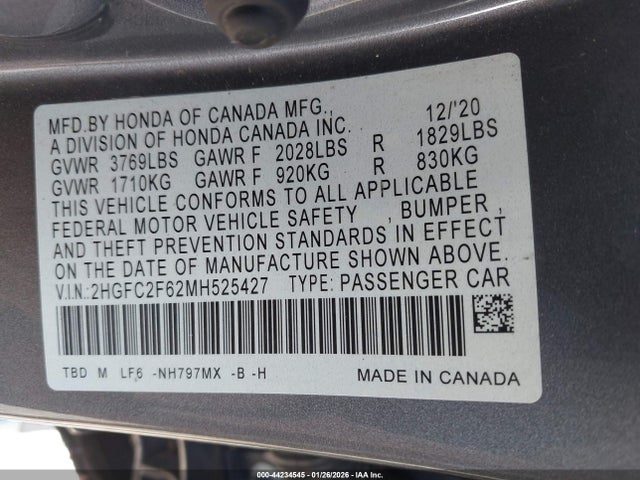 MFD.BY HONDA OF CANADA MFG., 12/'20
A DIVISION OF HONDA CANADA INC.
GVWR 3769LBS GAWR F 2028LBS R 1829LBS
GVWR 1710KG GAWR F 920KG R 830KG
THIS VEHICLE CONFORMS TO ALL APPLICABLE
FEDERAL MOTOR VEHICLE SAFETY , BUMPER ,
AND THEFT PREVENTION STANDARDS IN EFFECT
ON THE DATE OF MANUFACTURE SHOWN ABOVE.
V.I.N.:2HGFC2F62MH525427 TYPE: PASSENGER CAR
TBD M LF6 -NH797MX -B -H MADE IN CANADA
000-44234545 | 01/26/2026 | IAA Inc.